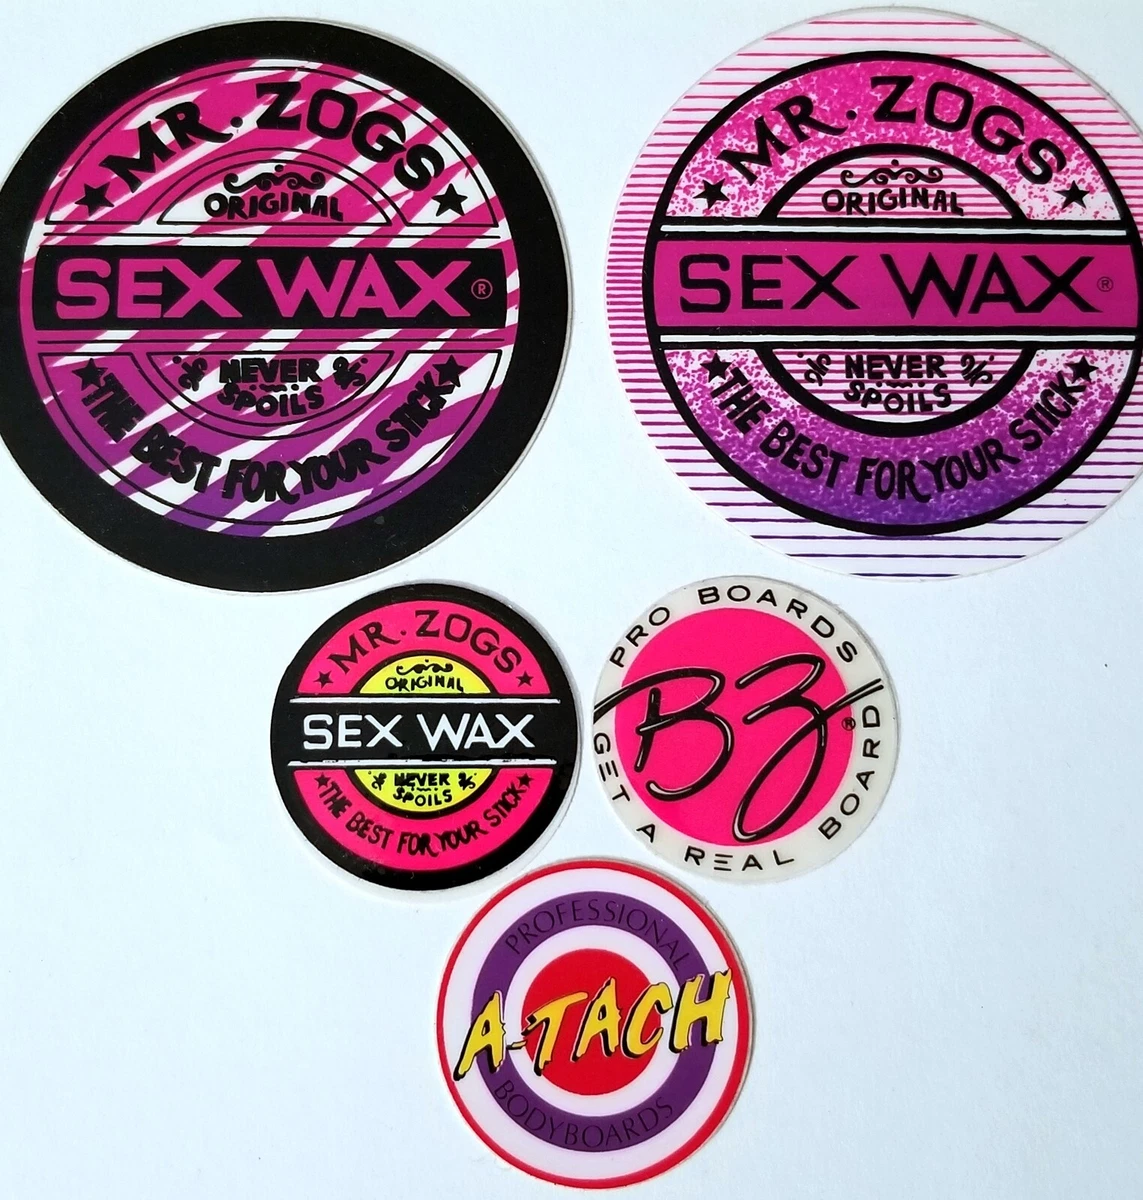 MR. ZOGS
ORIGINAL
SEX WAX®
NEVER
SPOILS
THE BEST FOR YOUR STICK
MR. ZOGS
ORIGINAL
SEX WAX®
NEVER
SPOILS
THE BEST FOR YOUR STICK
MR. ZOGS
ORIGINAL
SEX WAX
NEVER
SPOILS
THE BEST FOR YOUR STICK
PRO BOARDS
BZ®
GET A REAL BOARD
PROFESSIONAL
A-TACH
BODYBOARDS